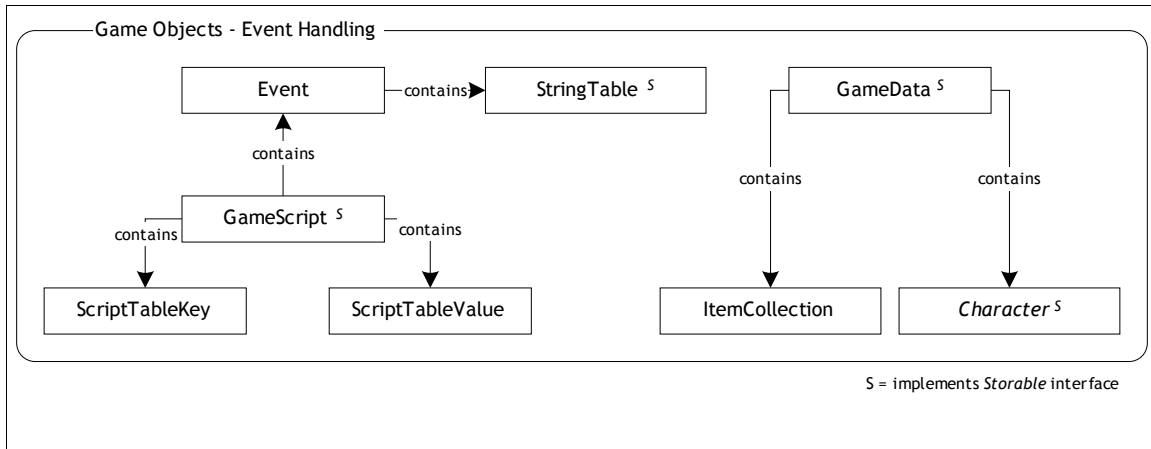 Game Objects - Event Handling
Event
contains
StringTable S
GameData S
contains
contains
contains
GameScript S
contains
contains
ScriptTableKey
ScriptTableValue
ItemCollection
Character S
S = implements Storable interface